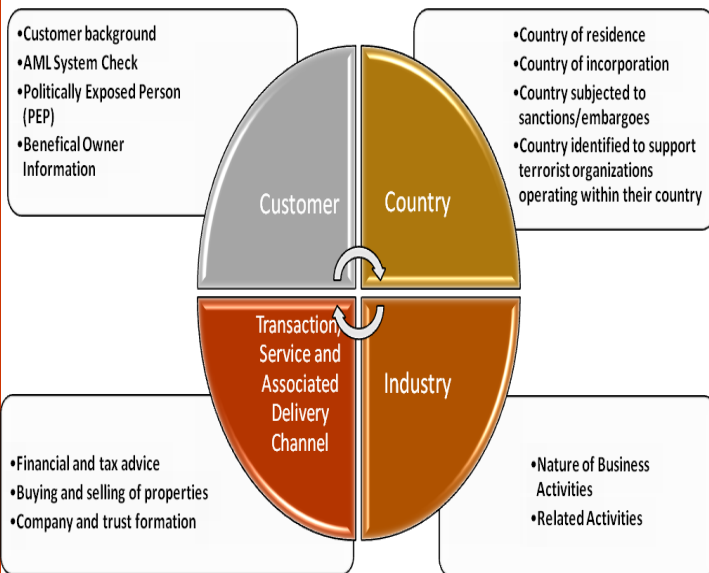 •Customer background
•AML System Check
•Politically Exposed Person
(PEP)
•Benefical Owner
Information
•Country of residence
•Country of incorporation
•Country subjected to
sanctions/embargoes
•Country identified to support
terrorist organizations
operating within their country
Customer
Country
Transaction,
Service and
Associated
Delivery
Channel
Industry
•Financial and tax advice
•Buying and selling of properties
•Company and trust formation
•Nature of Business
Activities
•Related Activities